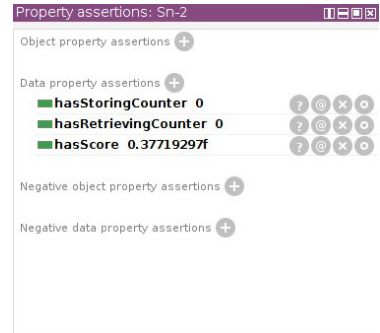 Property assertions: Sn-2
Object property assertions
Data property assertions
hasStoringCounter 0
hasRetrievingCounter 0
hasScore 0.37719297f
Negative object property assertions
Negative data property assertions